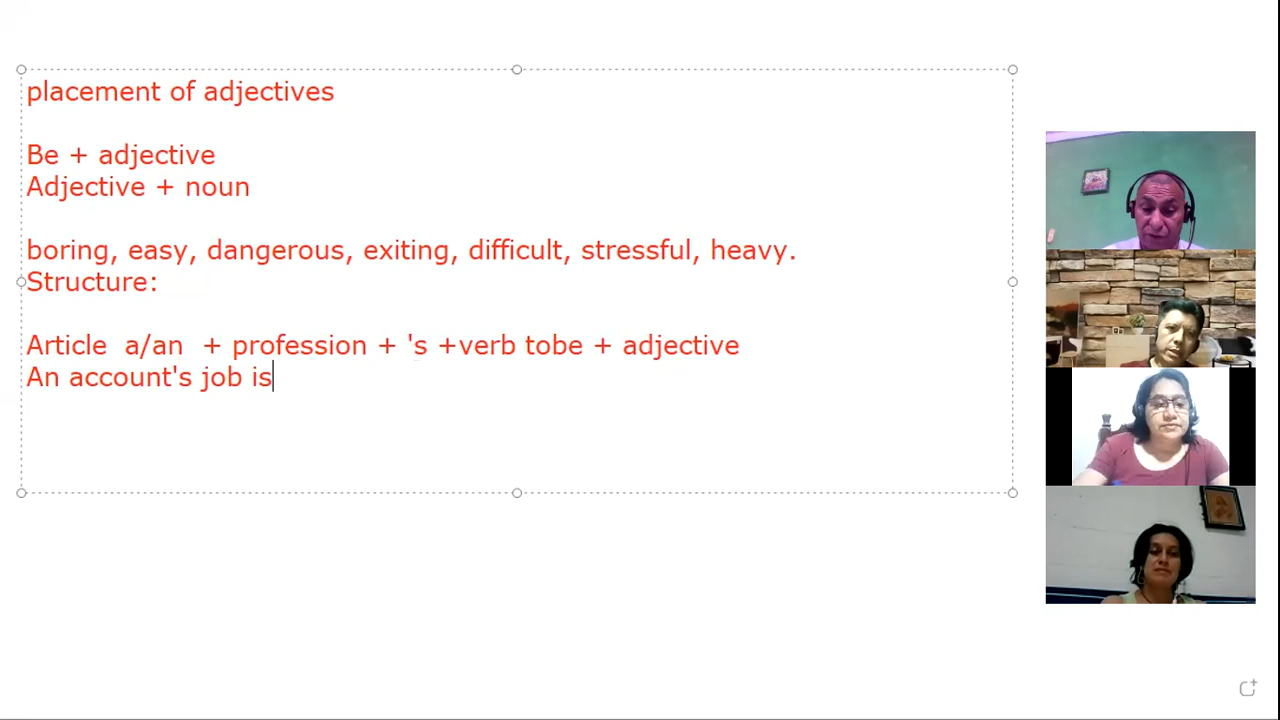 placement of adjectives
Be + adjective
Adjective + noun
boring, easy, dangerous, exiting, difficult, stressful, heavy.
Structure:
Article  a/an  + profession + 's +verb tobe + adjective
An account's job is